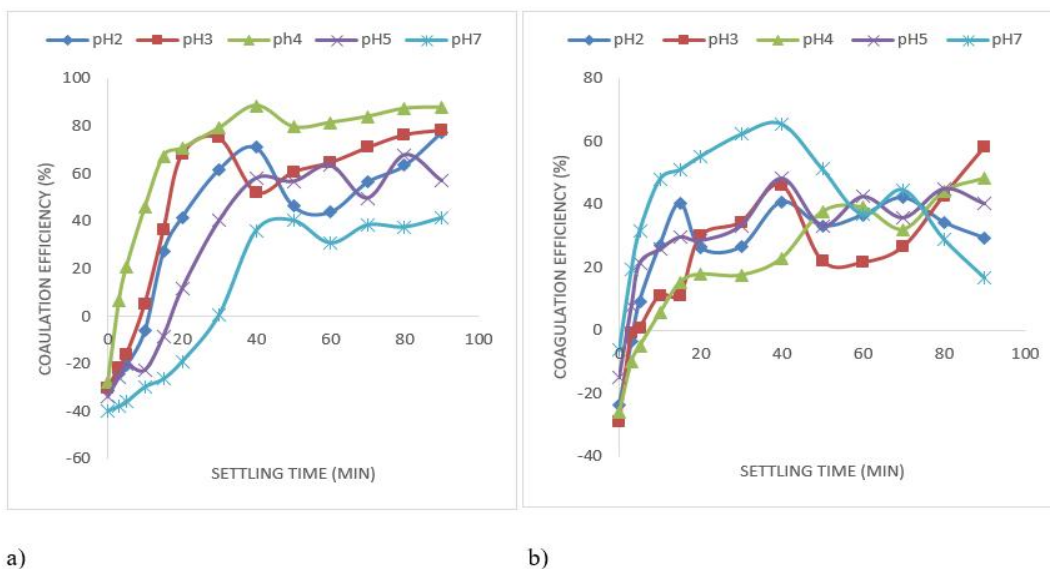 pH2 pH3 ph4 pH5 pH7
100
80
60
40
20
0
-20
-40
-60
0 20 40 60 80 100
COAULATION EFFICIENCY (%)
SETTLING TIME (MIN)
a)
pH2 pH3 pH4 pH5 pH7
80
60
40
20
0
-20
-40
0 20 40 60 80 100
COAGULATION EFFICIENCY (%)
SETTLING TIME (MIN)
b)